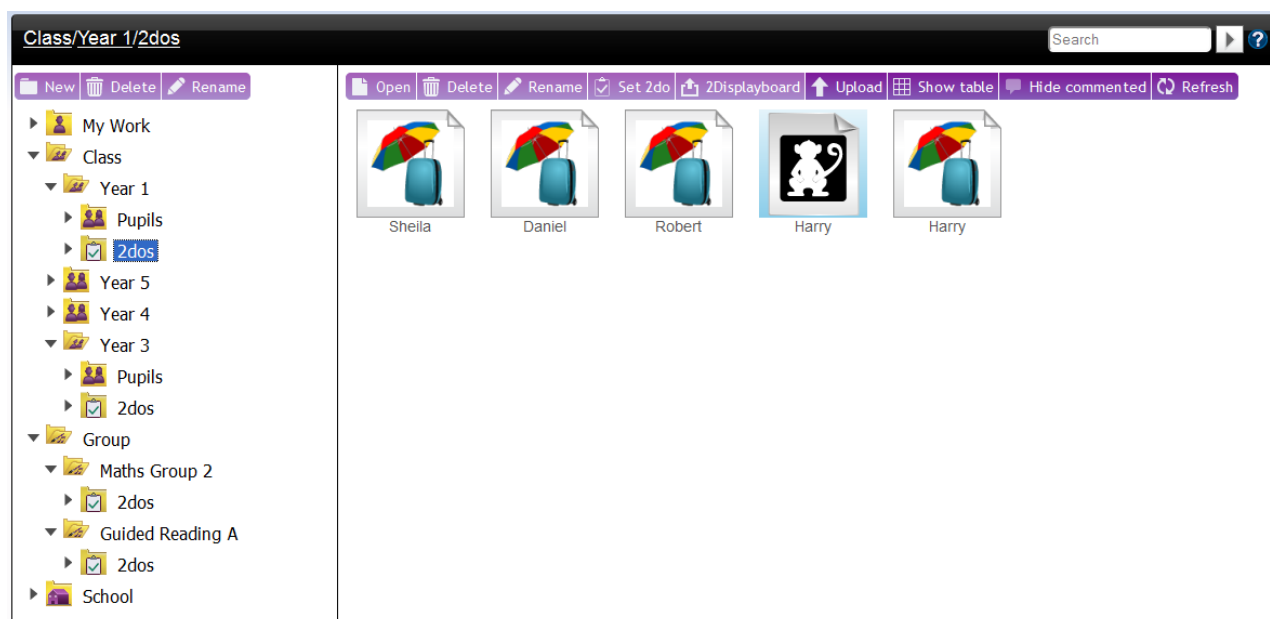 Class/Year 1/2dos
Search
New Delete Rename
Open Delete Rename Set 2do 2Displayboard Upload Show table Hide commented Refresh
My Work
Class
Year 1
Pupils
2dos
Year 5
Year 4
Year 3
Pupils
2dos
Group
Maths Group 2
2dos
Guided Reading A
2dos
School
Sheila Daniel Robert Harry Harry